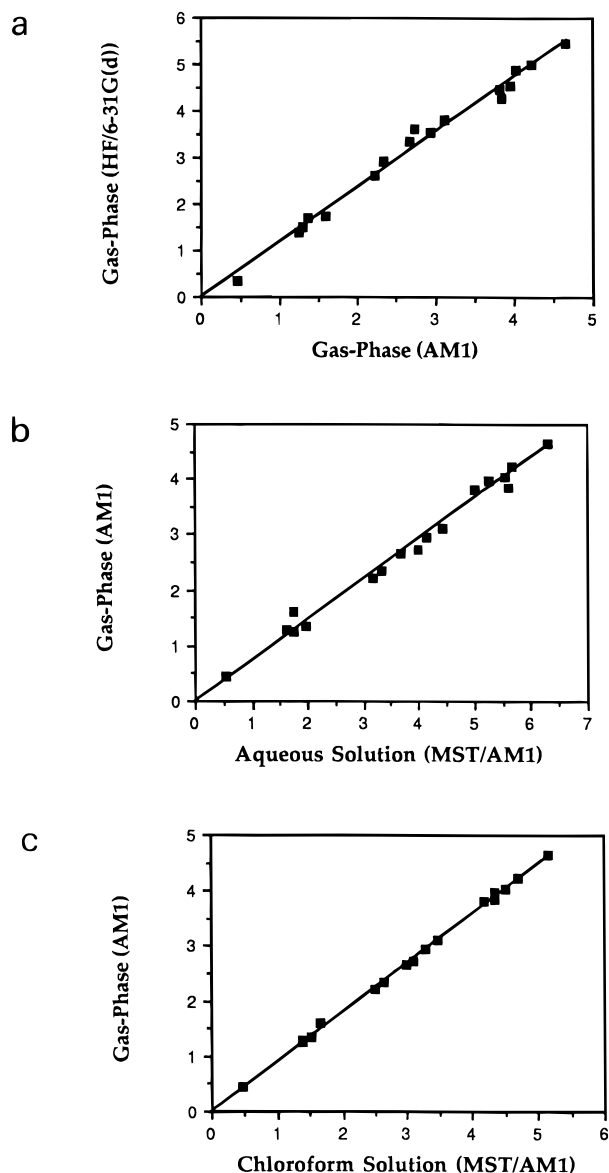 a
6
5
4
3
2
1
0
Gas-Phase (HF/6-31G(d))
0 1 2 3 4 5
Gas-Phase (AM1)
b
5
4
3
2
1
0
Gas-Phase (AM1)
0 1 2 3 4 5 6 7
Aqueous Solution (MST/AM1)
c
5
4
3
2
1
0
Gas-Phase (AM1)
0 1 2 3 4 5 6
Chloroform Solution (MST/AM1)